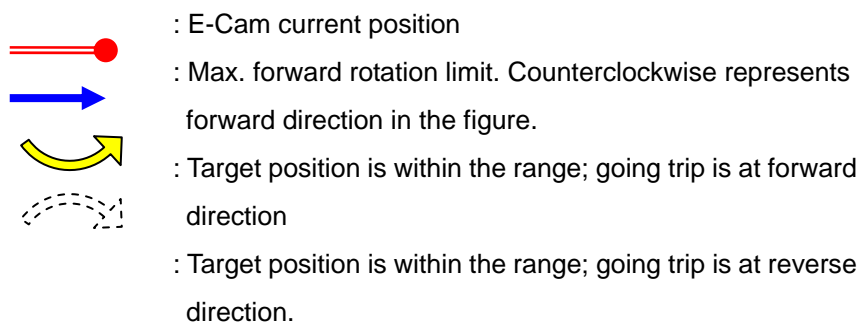 : E-Cam current position
: Max. forward rotation limit. Counterclockwise represents
forward direction in the figure.
: Target position is within the range; going trip is at forward
direction
: Target position is within the range; going trip is at reverse
direction.